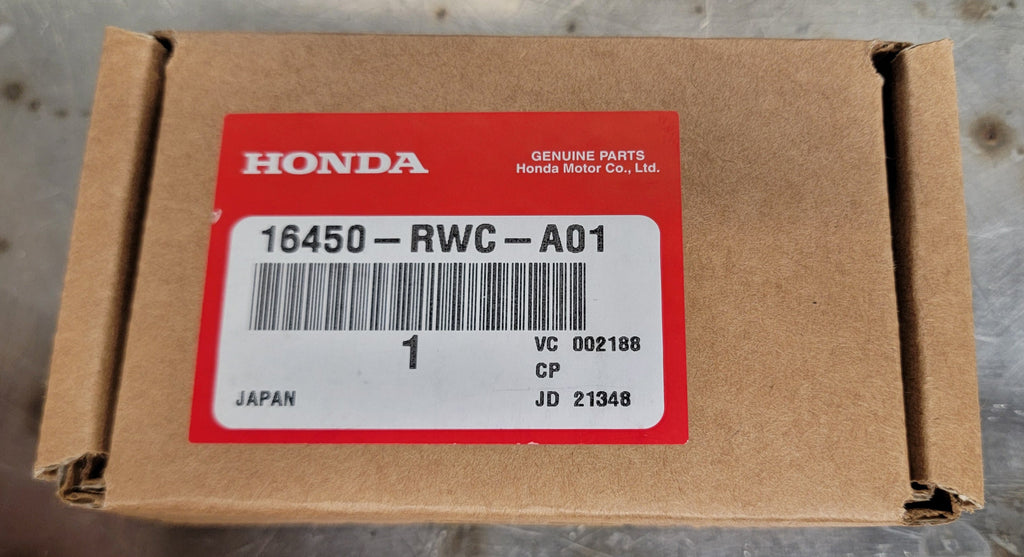 HONDA
GENUINE PARTS
Honda Motor Co., Ltd.
16450-RWC-A01
1
VC 002188
CP
JAPAN
JD 21348